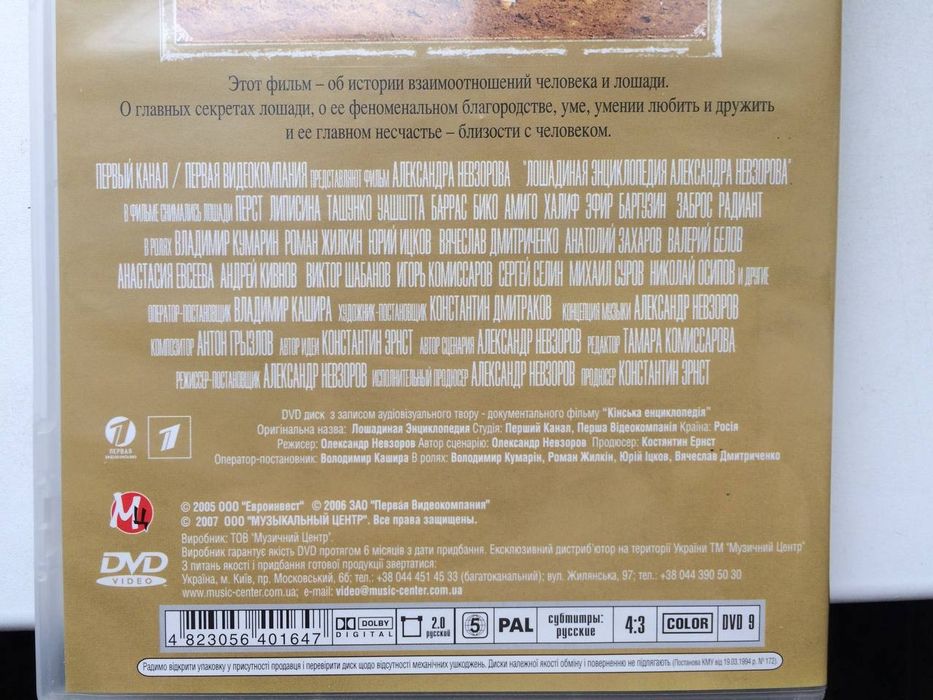 Этот фильм – об истории взаимоотношений человека и лошади.
О главных секретах лошади, о ее феноменальном благородстве, уме, умении любить и дружить
и ее главном несчастье – близости с человеком.
ПЕРВЫЙ КАНАЛ / ПЕРВАЯ ВИДЕОКОМПАНИЯ ПРЕДСТАВЛЯЮТ ФИЛЬМ АЛЕКСАНДРА НЕВЗОРОВА "ЛОШАДИНАЯ ЭНЦИКЛОПЕДИЯ АЛЕКСАНДРА НЕВЗОРОВА"
В ФИЛЬМЕ СНИМАЛИСЬ ЛОШАДИ ПЕРСТ ЛИПИСИНА ТАШУНКО УАШШТА БАРРАС БИКО АМИГО ХАЛИФ ЭФИР БАРГУЗИН ЗАБРОС РАДИАНТ
В РОЛЯХ ВЛАДИМИР КУМАРИН РОМАН ЖИЛКИН ЮРИЙ ИЦКОВ ВЯЧЕСЛАВ ДМИТРИЧЕНКО АНАТОЛИЙ ЗАХАРОВ ВАЛЕРИЙ БЕЛОВ
АНАСТАСИЯ ЕВСЕЕВА АНДРЕЙ КИВИНОВ ВИКТОР ШАБАНОВ ИГОРЬ КОМИССАРОВ СЕРГЕЙ СЕЛИН МИХАИЛ СУРОВ НИКОЛАЙ ОСИПОВ И ДРУГИЕ
ОПЕРАТОР-ПОСТАНОВЩИК ВЛАДИМИР КАШИРА ХУДОЖНИК-ПОСТАНОВЩИК КОНСТАНТИН ДМИТРАКОВ КОНЦЕПЦИЯ МУЗЫКИ АЛЕКСАНДР НЕВЗОРОВ
КОМПОЗИТОР АНТОН ГРЫЗЛОВ АВТОР ИДЕИ КОНСТАНТИН ЭРНСТ АВТОР СЦЕНАРИЯ АЛЕКСАНДР НЕВЗОРОВ РЕДАКТОР ТАМАРА КОМИССАРОВА
РЕЖИССЕР-ПОСТАНОВЩИК АЛЕКСАНДР НЕВЗОРОВ ИСПОЛНИТЕЛЬНЫЙ ПРОДЮСЕР АЛЕКСАНДР НЕВЗОРОВ ПРОДЮСЕР КОНСТАНТИН ЭРНСТ
DVD диск з записом аудіовізуального твору - документального фільму "Кінська енциклопедія"
Оригінальна назва: Лошадиная Энциклопедия Студія: Перший Канал, Перша Відеокомпанія Країна: Росія
Режисер: Олександр Невзоров Автор сценарію: Олександр Невзоров Продюсер: Костянтин Ернст
Оператор-постановник: Володимир Кашира В ролях: Володимир Кумарін, Роман Жилкін, Юрій Іцков, Вячеслав Дмитриченко
1 ПЕРВАЯ
1
© 2005 ООО "Евроинвест" © 2006 ЗАО "Первая Видеокомпания"
© 2007 ООО "МУЗЫКАЛЬНЫЙ ЦЕНТР". Все права защищены.
Мц
Виробник: ТОВ "Музичний Центр".
Виробник гарантує якість DVD протягом 6 місяців з дати придбання. Ексклюзивний дистриб'ютор на території України ТМ "Музичний Центр"
З питань якості і придбання готової продукції звертатися:
Україна, м. Київ, пр. Московський, 6б; тел.: +38 044 451 45 33 (багатоканальний); вул. Жилянська, 97; тел.: +38 044 390 50 30
www.music-center.com.ua; e-mail: video@music-center.com.ua
DVD
VIDEO
4 823056 401647
DOLBY
DIGITAL
2.0
русский
5
PAL
субтитры:
русские
4:3
COLOR
DVD 9
Радимо відкрити упаковку у присутності продавця і перевірити диск щодо відсутності механічних ушкоджень. Диски належної якості обміну і поверненню не підлягають (Постанова КМУ від 19.03.1994 р. N°172).